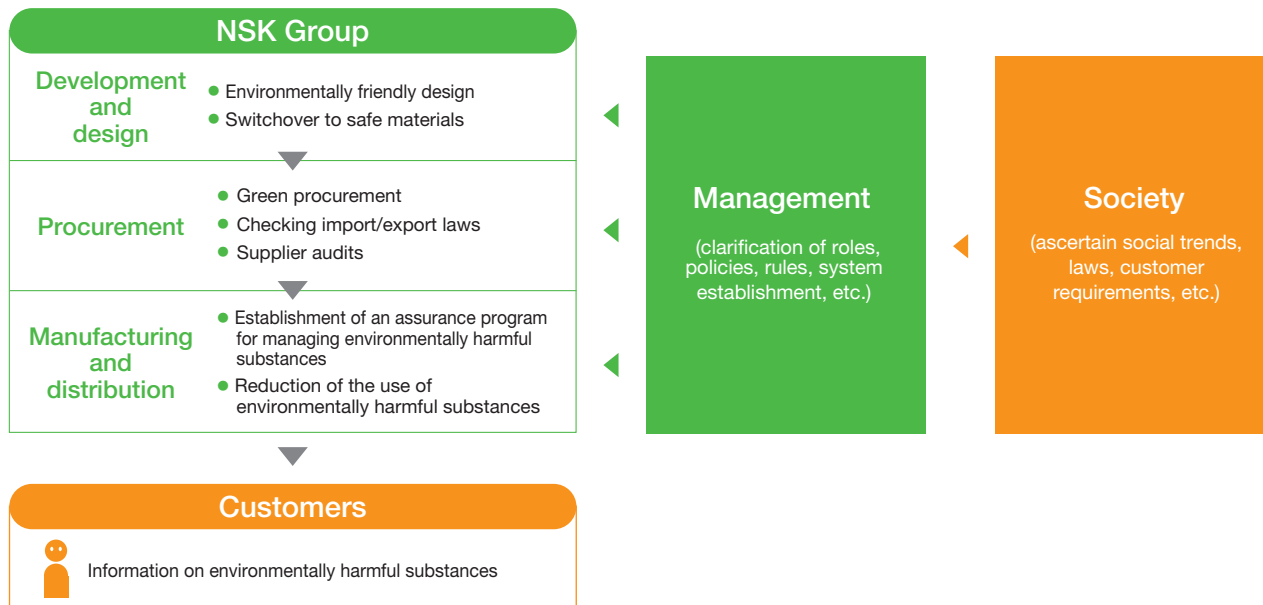 NSK Group
Development
and
design
● Environmentally friendly design
● Switchover to safe materials
Procurement
● Green procurement
● Checking import/export laws
● Supplier audits
Manufacturing
and
distribution
● Establishment of an assurance program
for managing environmentally harmful
substances
● Reduction of the use of
environmentally harmful substances
Management
(clarification of roles,
policies, rules, system
establishment, etc.)
Society
(ascertain social trends,
laws, customer
requirements, etc.)
Customers
Information on environmentally harmful substances